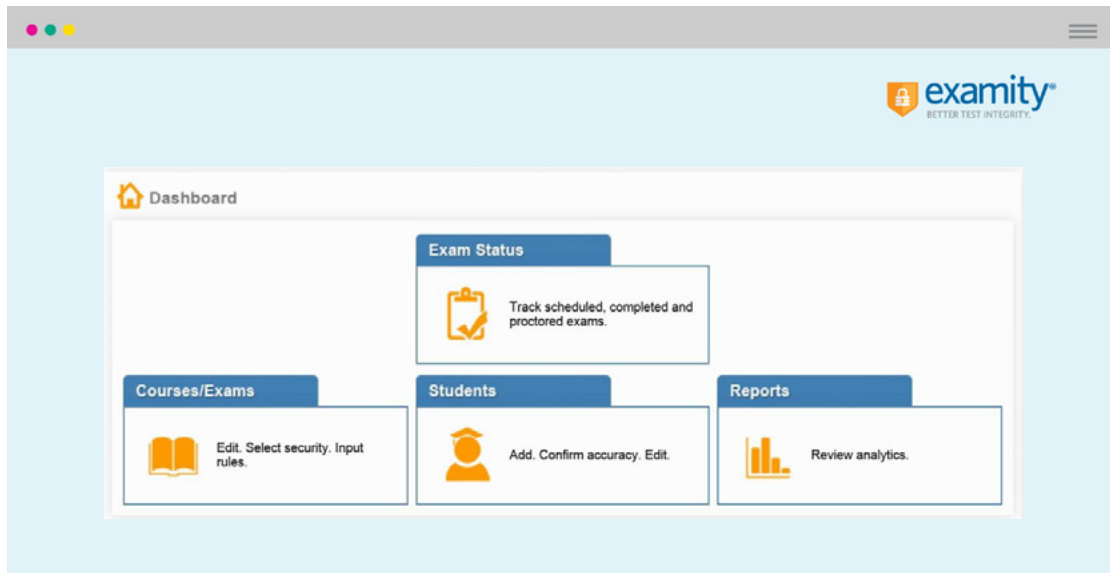 examity®
BETTER TEST INTEGRITY.
Dashboard
Exam Status
Track scheduled, completed and
proctored exams.
Courses/Exams
Edit. Select security. Input
rules.
Students
Add. Confirm accuracy. Edit.
Reports
Review analytics.